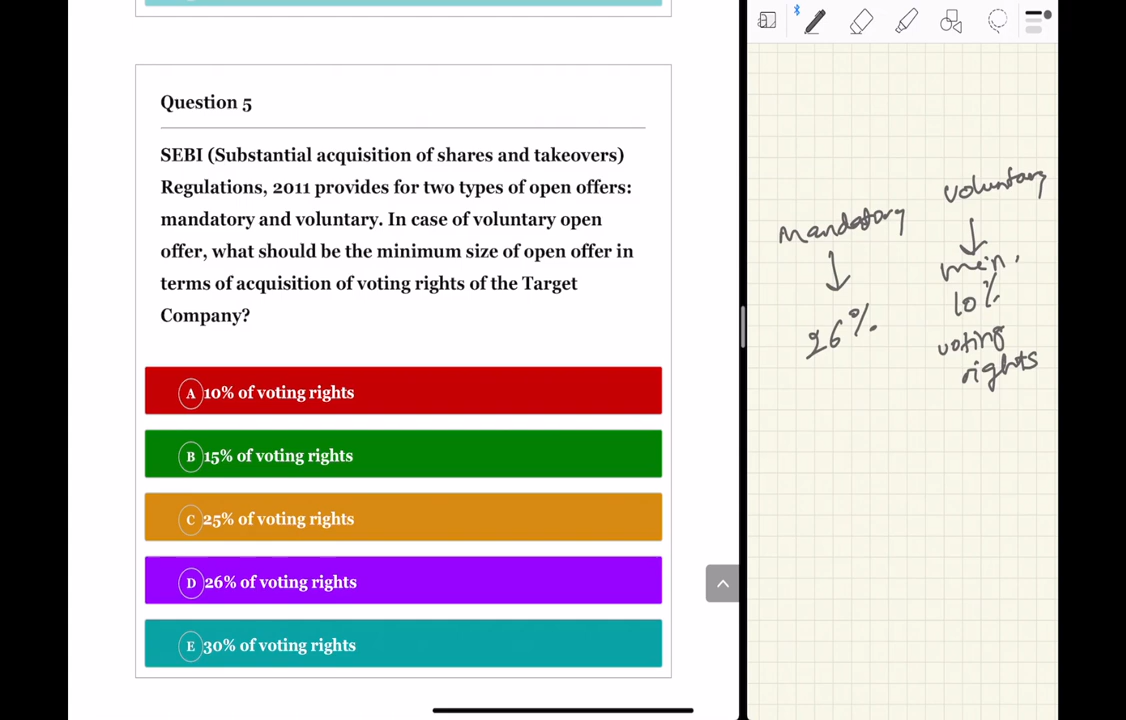 Question 5
SEBI (Substantial acquisition of shares and takeovers)
Regulations, 2011 provides for two types of open offers:
mandatory and voluntary. In case of voluntary open
offer, what should be the minimum size of open offer in
terms of acquisition of voting rights of the Target
Company?
A 10% of voting rights
B 15% of voting rights
C 25% of voting rights
D 26% of voting rights
E 30% of voting rights
Mandatory
26%
voluntary
min.
10%
voting
rights